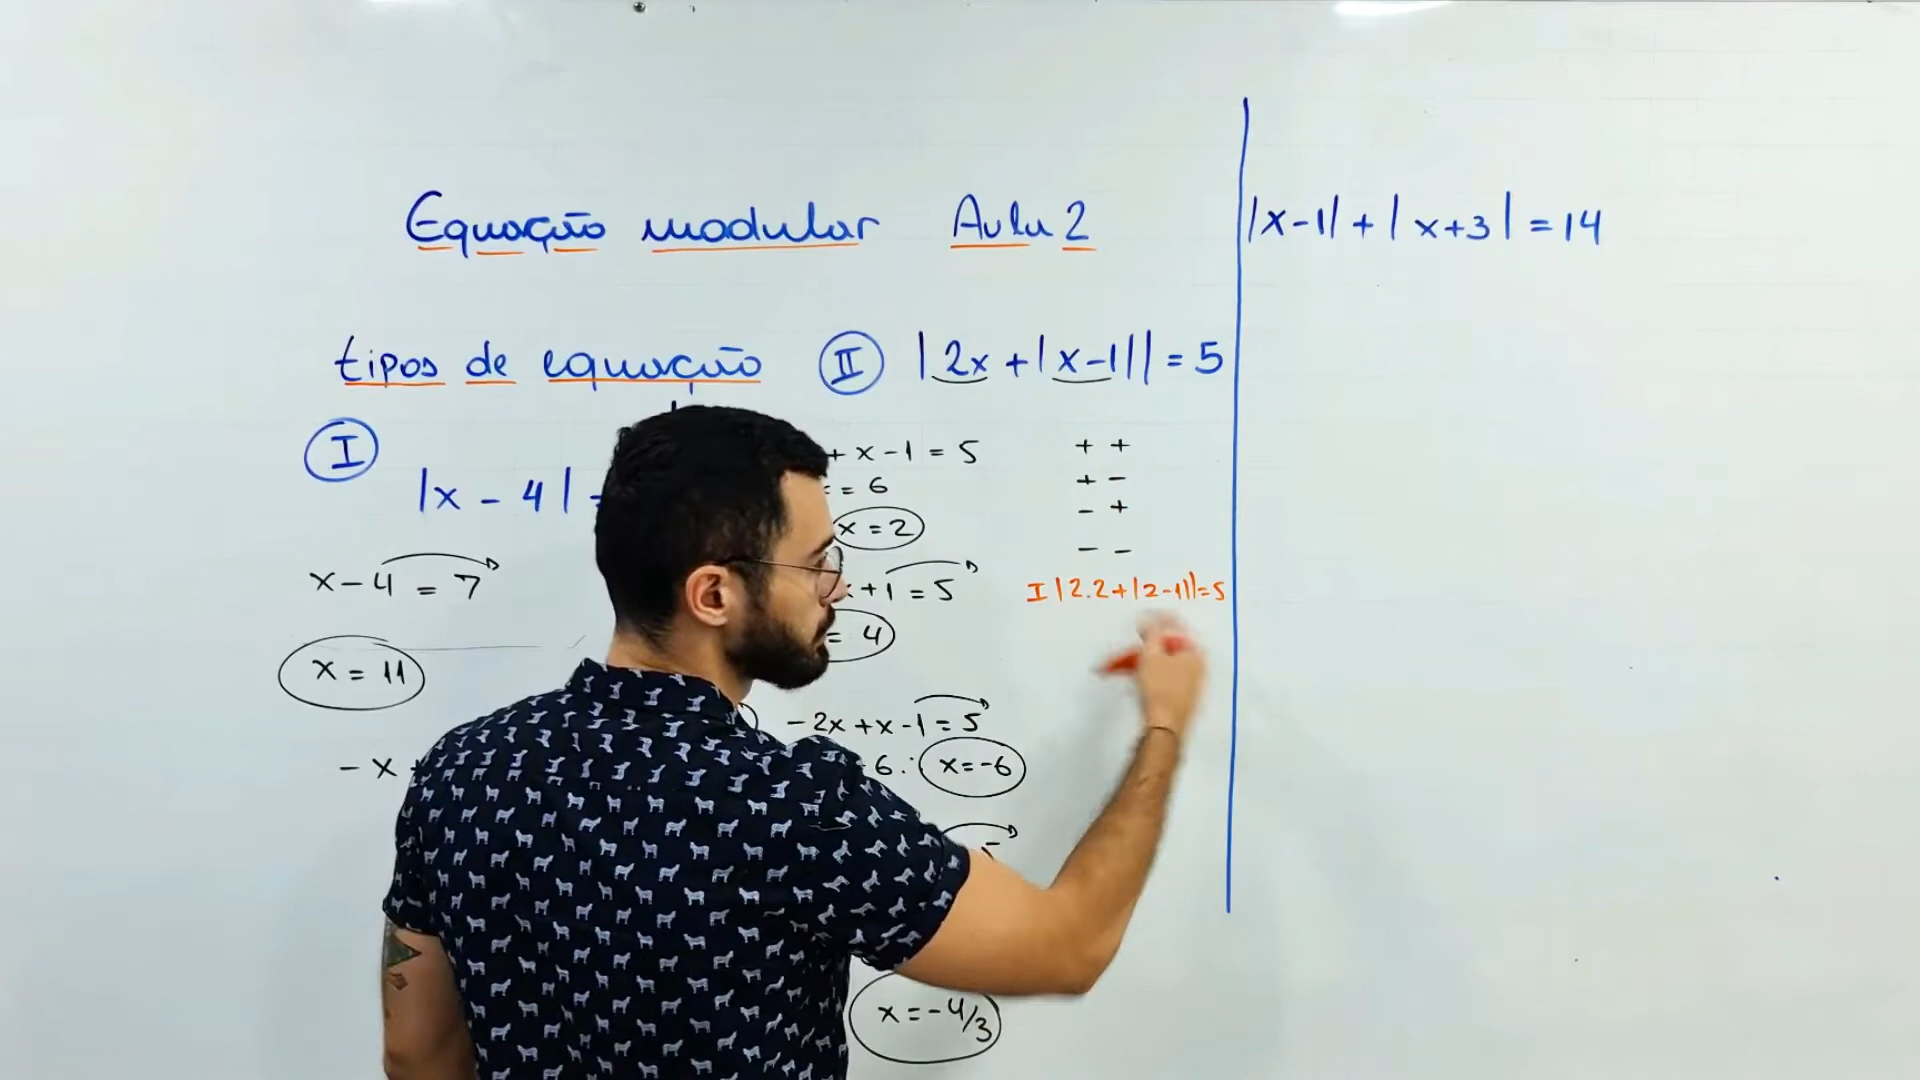 Equação modular Aula 2
tipos de equação
I
|x - 4| =
x - 4 = 7
x = 11
- x +
II |2x + |x-1|| = 5
+ x - 1 = 5
= 6
x = 2
x + 1 = 5
= 4
- 2x + x - 1 = 5
6 ∴ x = -6
x = -4/3
+ +
+ -
- +
- -
I |2.2+|2-1||=5
|x-1| + |x+3| = 14